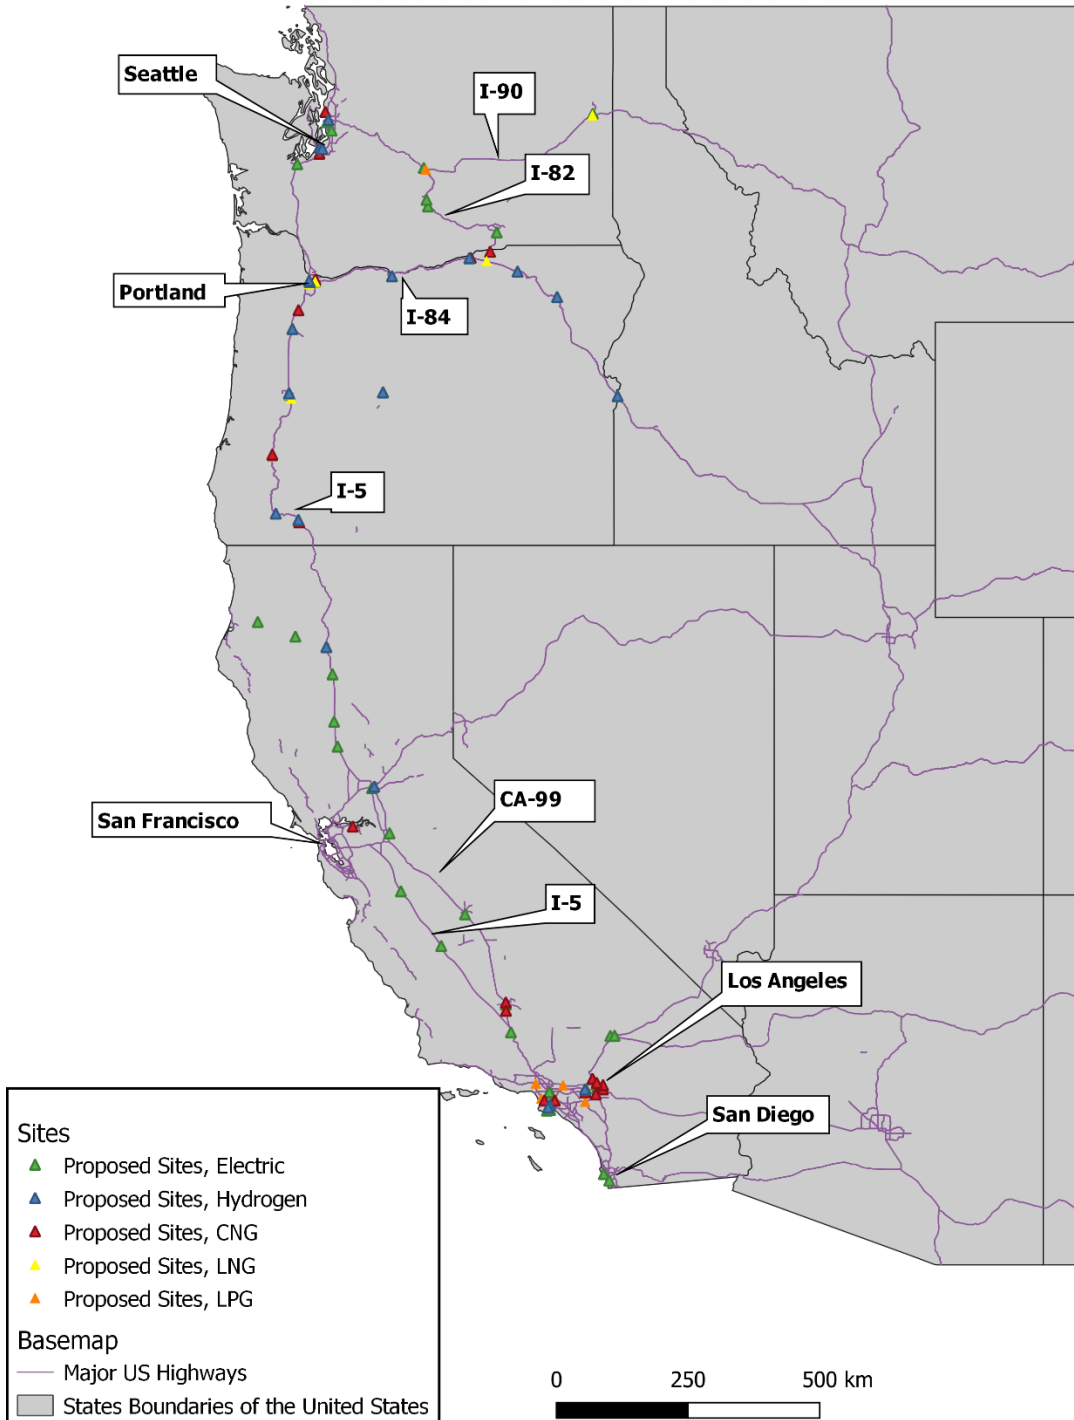 Seattle
I-90
I-82
Portland
I-84
I-5
CA-99
San Francisco
I-5
Los Angeles
San Diego
Sites
Proposed Sites, Electric
Proposed Sites, Hydrogen
Proposed Sites, CNG
Proposed Sites, LNG
Proposed Sites, LPG
Basemap
Major US Highways
States Boundaries of the United States
0 250 500 km